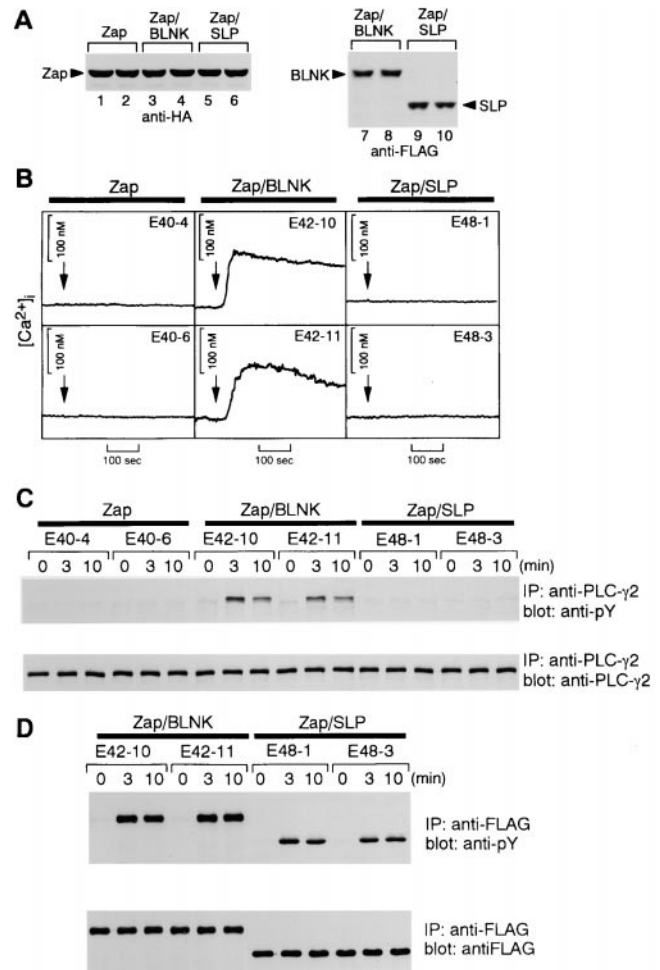 A
Zap
Zap/
BLNK
Zap/
SLP
Zap
1 2 3 4 5 6
anti-HA
Zap/
BLNK
Zap/
SLP
BLNK
SLP
7 8 9 10
anti-FLAG
B
Zap Zap/BLNK Zap/SLP
[Ca2+]i
100 nM E40-4
100 nM E42-10
100 nM E48-1
100 nM E40-6
100 nM E42-11
100 nM E48-3
100 sec 100 sec 100 sec
C
Zap Zap/BLNK Zap/SLP
E40-4 E40-6 E42-10 E42-11 E48-1 E48-3
0 3 10 0 3 10 0 3 10 0 3 10 0 3 10 0 3 10 (min)
IP: anti-PLC-γ2
blot: anti-pY
IP: anti-PLC-γ2
blot: anti-PLC-γ2
D
Zap/BLNK Zap/SLP
E42-10 E42-11 E48-1 E48-3
0 3 10 0 3 10 0 3 10 0 3 10 (min)
IP: anti-FLAG
blot: anti-pY
IP: anti-FLAG
blot: antiFLAG